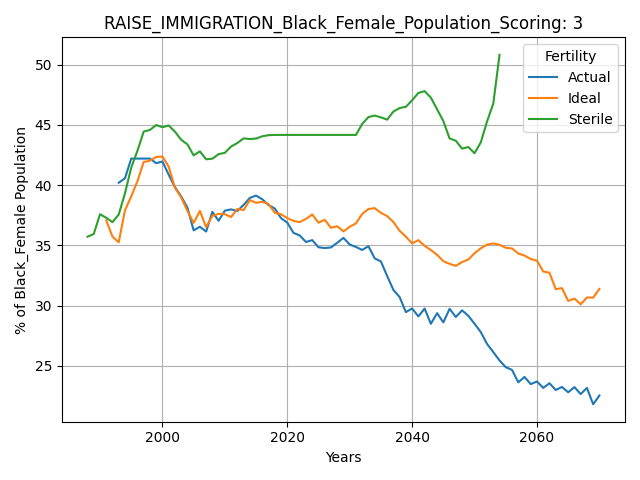 RAISE_IMMIGRATION_Black_Female_Population_Scoring: 3
% of Black_Female Population
50
45
40
35
30
25
Fertility
Actual
Ideal
Sterile
2000
2020
2040
2060
Years